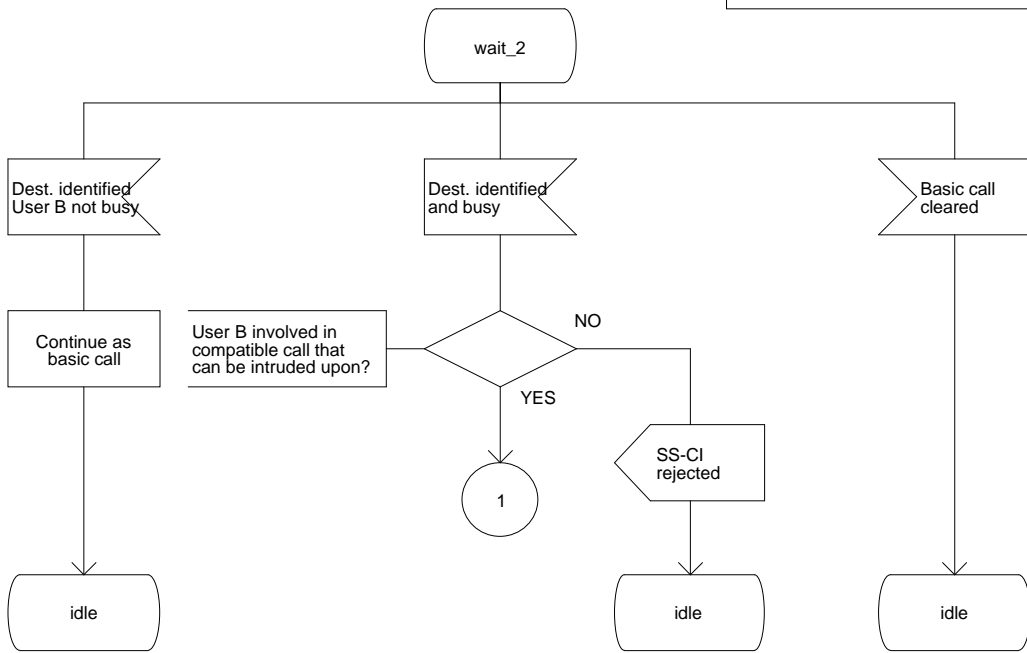 wait_2
Dest. identified
User B not busy
Dest. identified
and busy
Basic call
cleared
Continue as
basic call
User B involved in
compatible call that
can be intruded upon?
NO
YES
SS-CI
rejected
1
idle
idle
idle